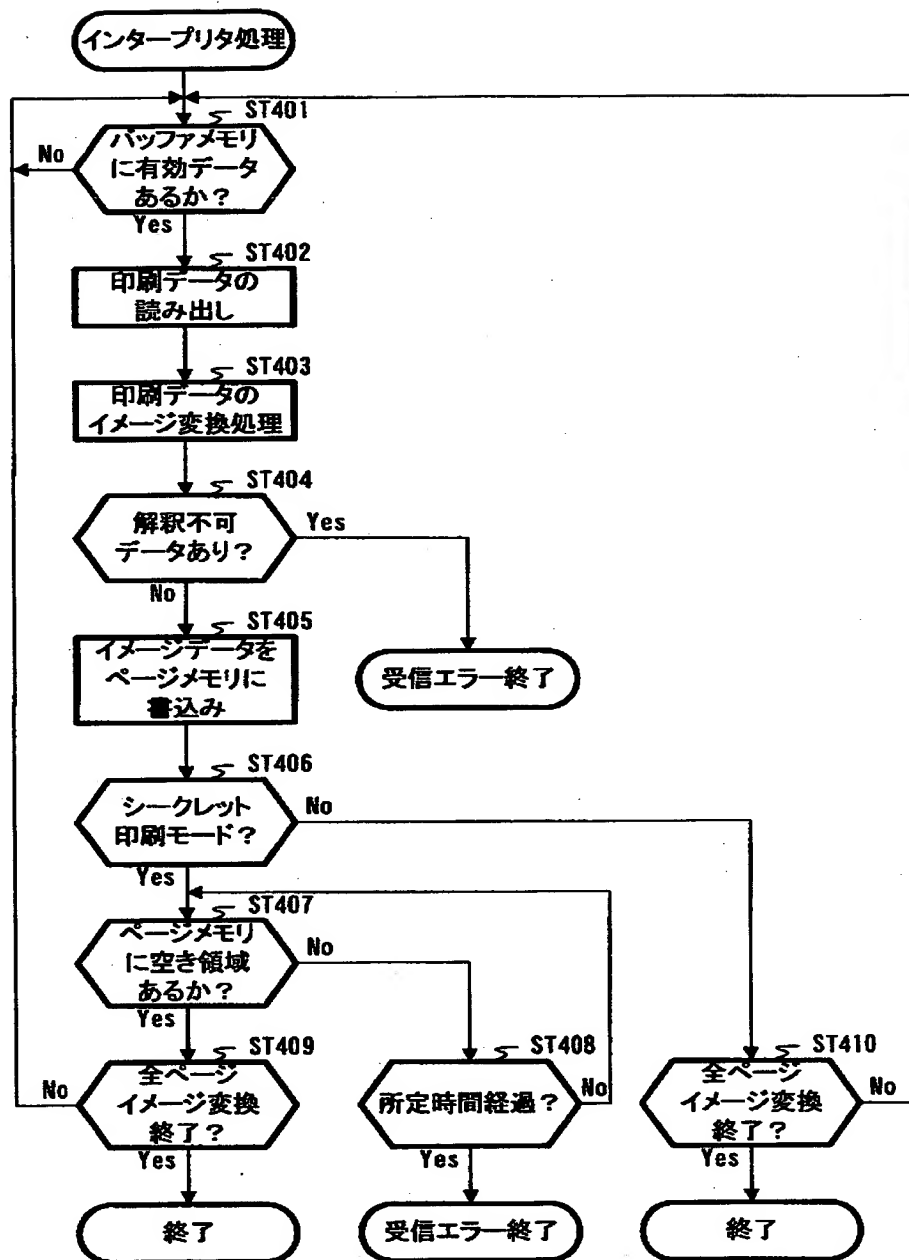 インタープリタ処理
ST401
バッファメモリ
に有効データ
あるか？
No
Yes
ST402
印刷データの
読み出し
ST403
印刷データの
イメージ変換処理
ST404
解釈不可
データあり？
Yes
No
ST405
イメージデータを
ページメモリに
書込み
受信エラー終了
ST406
シークレット
印刷モード？
No
Yes
ST407
ページメモリ
に空き領域
あるか？
No
Yes
ST409
全ページ
イメージ変換
終了？
No
Yes
ST408
所定時間経過？
No
Yes
ST410
全ページ
イメージ変換
終了？
No
Yes
終了
受信エラー終了
終了